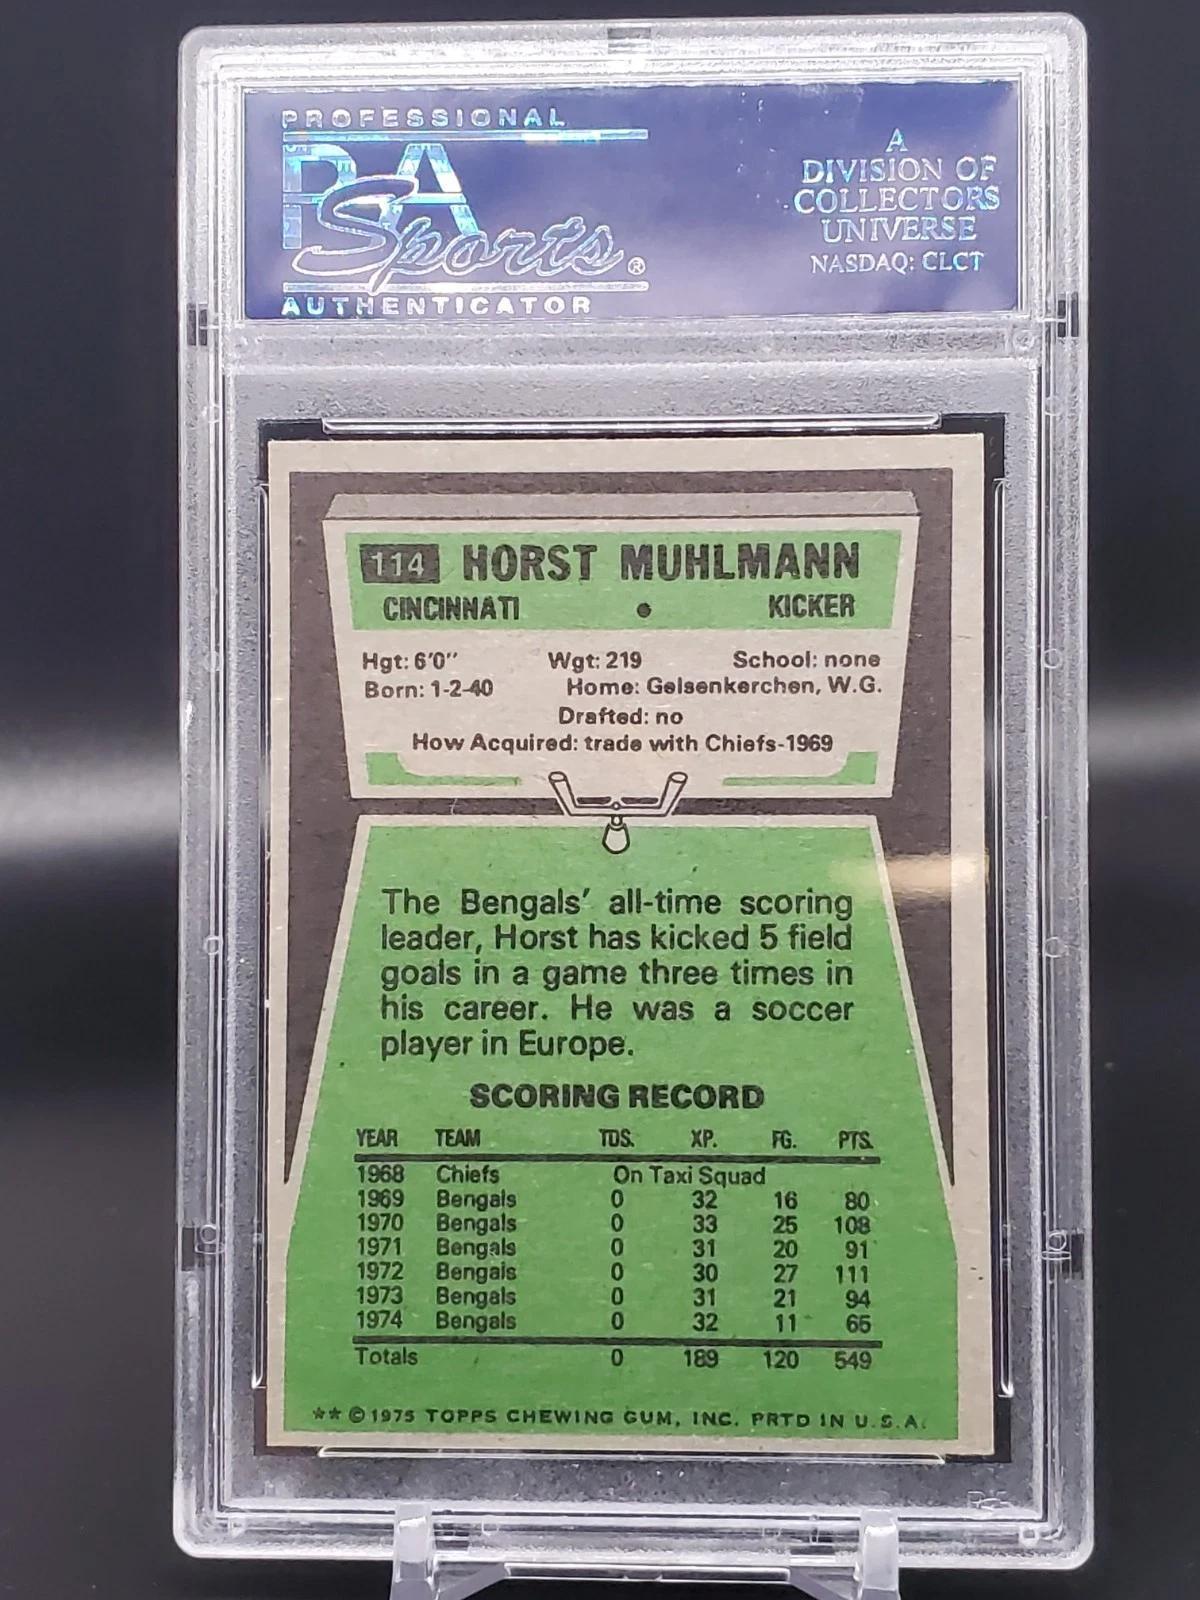 PROFESSIONAL
PSA
Sports®
AUTHENTICATOR
A
DIVISION OF
COLLECTORS
UNIVERSE
NASDAQ: CLCT
114 HORST MUHLMANN
CINCINNATI • KICKER
Hgt: 6'0" Wgt: 219 School: none
Born: 1-2-40 Home: Gelsenkerchen, W.G.
Drafted: no
How Acquired: trade with Chiefs-1969
The Bengals' all-time scoring
leader, Horst has kicked 5 field
goals in a game three times in
his career. He was a soccer
player in Europe.
SCORING RECORD
YEAR TEAM TDS. XP. FG. PTS.
1968 Chiefs On Taxi Squad
1969 Bengals 0 32 16 80
1970 Bengals 0 33 25 108
1971 Bengals 0 31 20 91
1972 Bengals 0 30 27 111
1973 Bengals 0 31 21 94
1974 Bengals 0 32 11 65
Totals 0 189 120 549
** © 1975 TOPPS CHEWING GUM, INC. PRTD IN U.S.A.